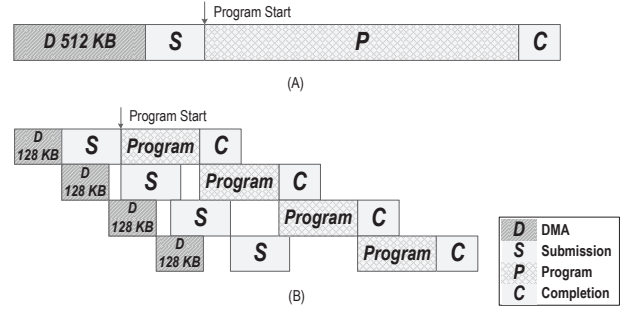 Program Start
D 512 KB S P C
(A)
Program Start
D
128 KB S Program C
D
128 KB S Program C
D
128 KB S Program C
D
128 KB S Program C
(B)
D DMA
S Submission
P Program
C Completion